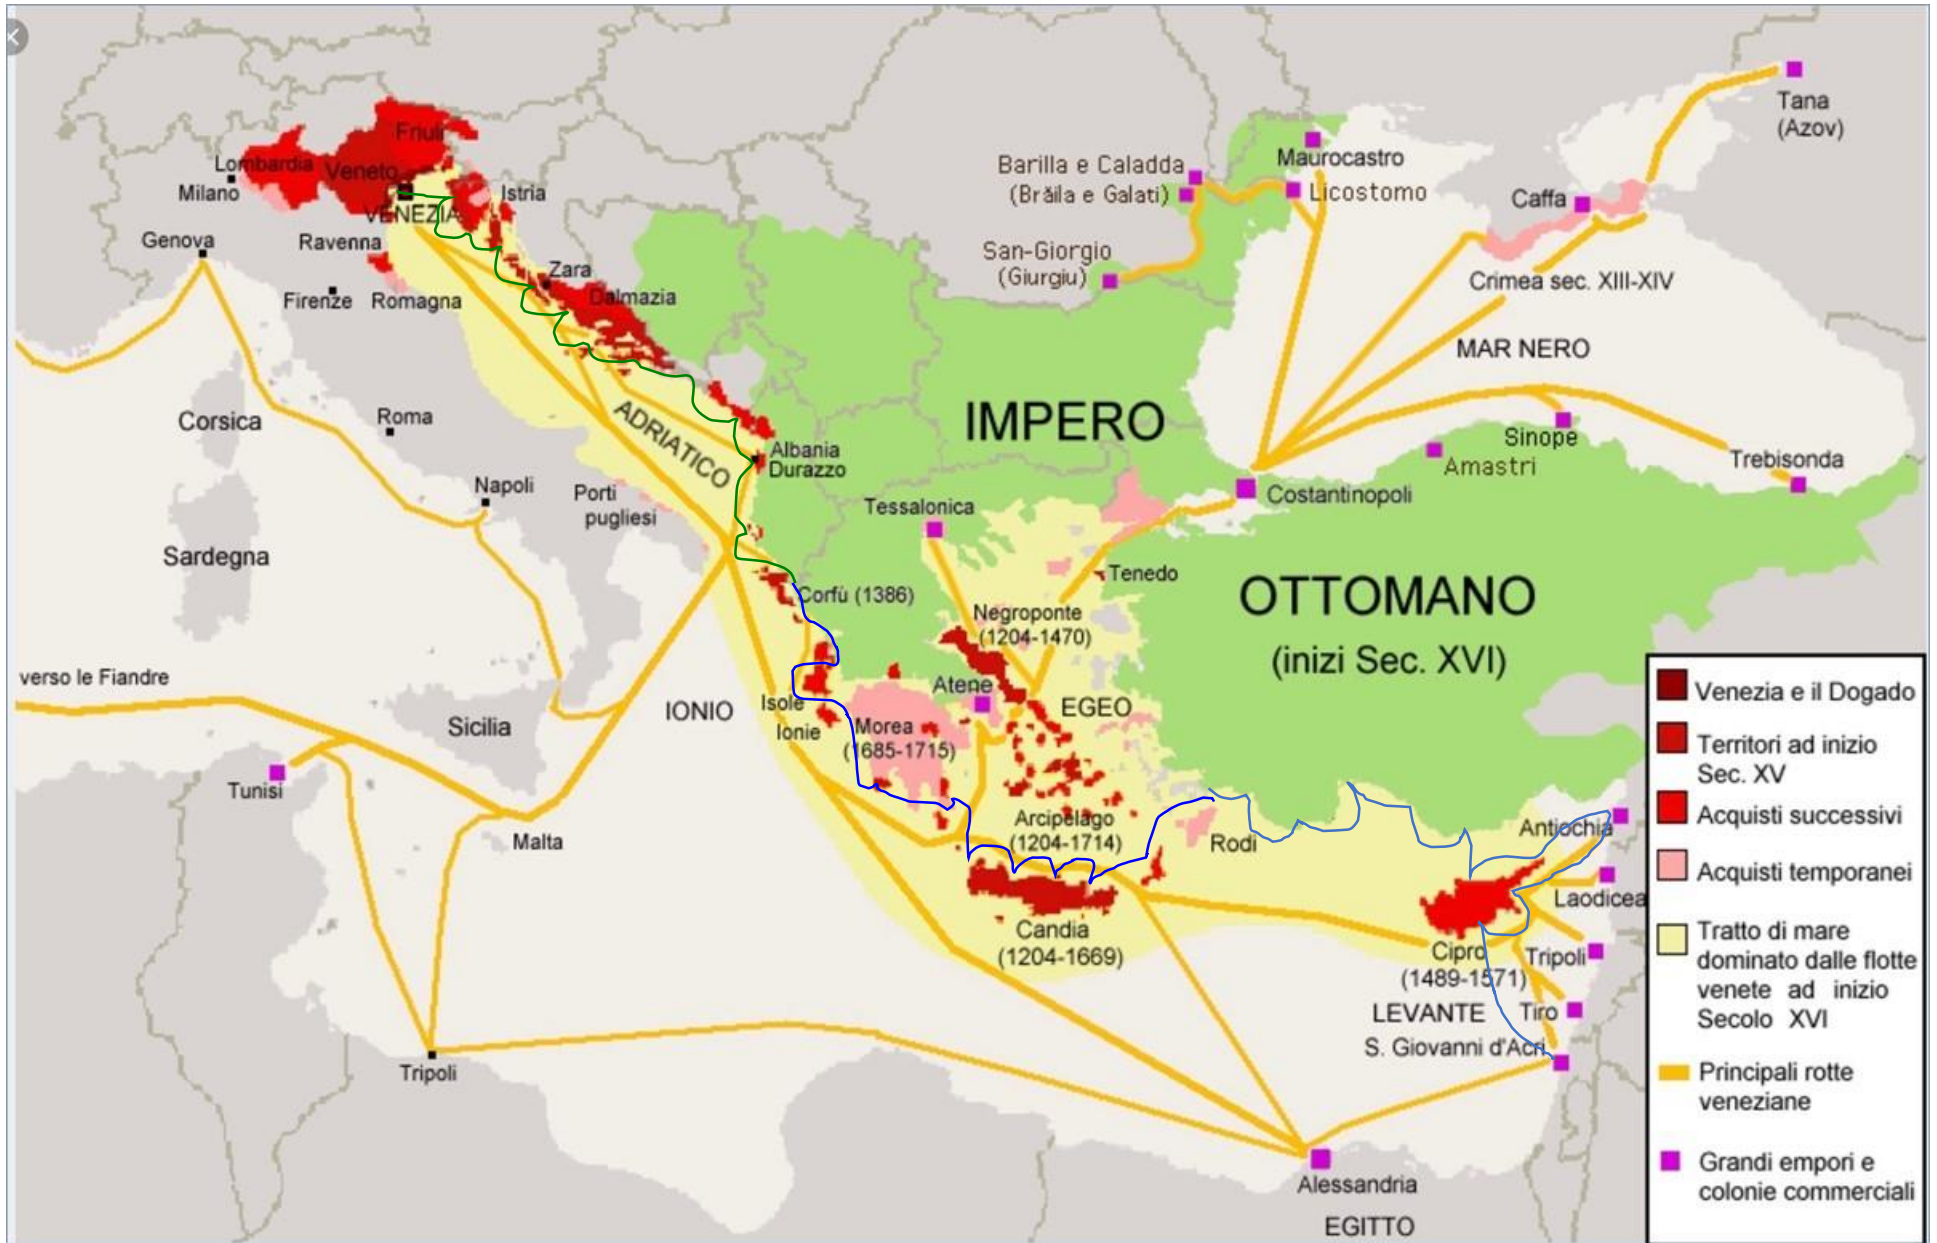 Tana
(Azov)
Friuli
Lombardia
Veneto
Milano
Istria
VENEZIA
Genova
Ravenna
Zara
Firenze
Romagna
Dalmazia
Barilla e Caladda
(Brăila e Galati)
Maurocastro
Licostomo
Caffa
San-Giorgio
(Giurgiu)
Crimea sec. XIII-XIV
MAR NERO
Corsica
Roma
ADRIATICO
IMPERO
Sinope
Amastri
Trebisonda
Albania
Durazzo
Napoli
Porti
pugliesi
Tessalonica
Costantinopoli
Sardegna
Tenedo
Corfù (1386)
OTTOMANO
(inizi Sec. XVI)
Negroponte
(1204-1470)
verso le Fiandre
Atene
EGEO
Isole
Ionie
IONIO
Sicilia
Morea
(1685-1715)
Tunisi
Malta
Arcipelago
(1204-1714)
Rodi
Antiochia
Laodicea
Candia
(1204-1669)
Cipro
(1489-1571)
Tripoli
LEVANTE
Tiro
S. Giovanni d'Acri
Tripoli
Alessandria
EGITTO
Venezia e il Dogado
Territori ad inizio
Sec. XV
Acquisti successivi
Acquisti temporanei
Tratto di mare
dominato dalle flotte
venete ad inizio
Secolo XVI
Principali rotte
veneziane
Grandi empori e
colonie commerciali